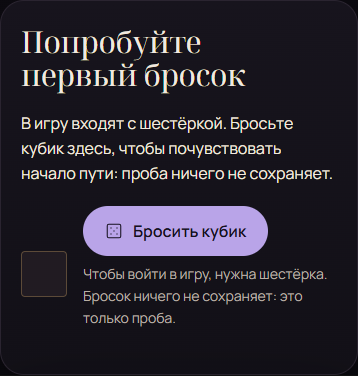 Попробуйте
первый бросок
В игру входят с шестёркой. Бросьте
кубик здесь, чтобы почувствовать
начало пути: проба ничего не сохраняет.
Бросить кубик
Чтобы войти в игру, нужна шестёрка.
Бросок ничего не сохраняет: это
только проба.